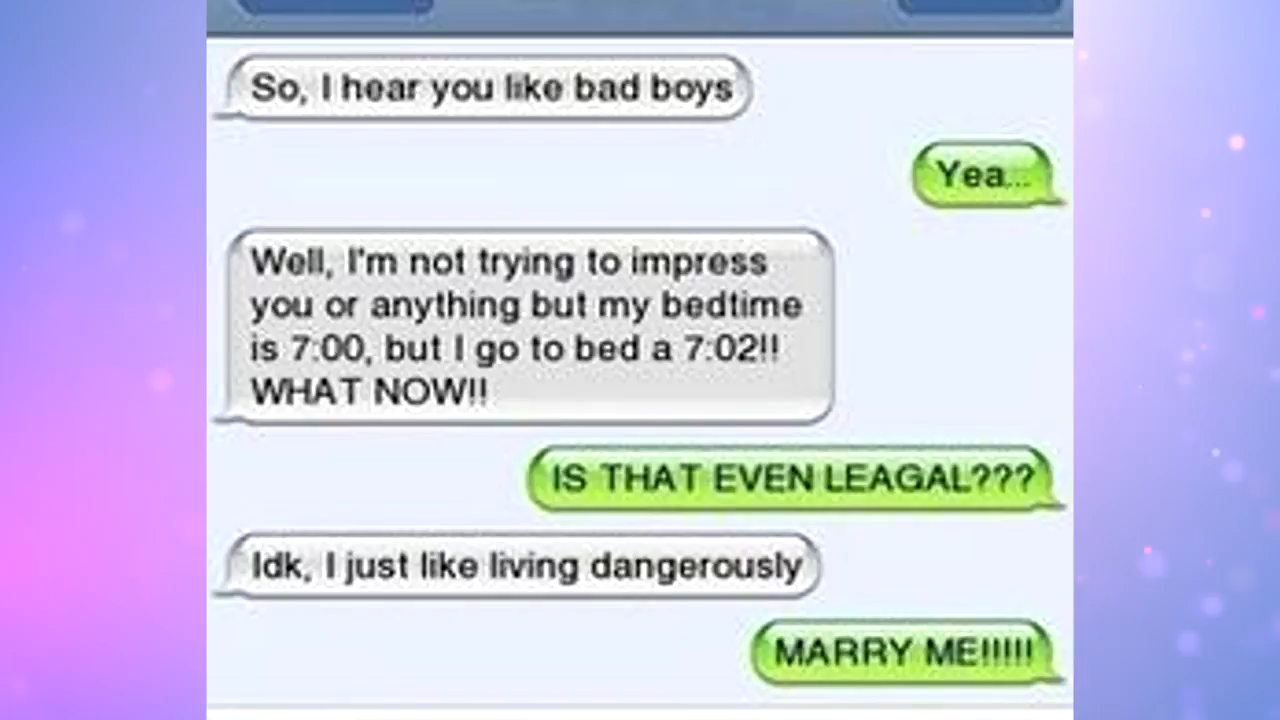 So, I hear you like bad boys
Yea...
Well, I'm not trying to impress
you or anything but my bedtime
is 7:00, but I go to bed a 7:02!!
WHAT NOW!!
IS THAT EVEN LEAGAL???
Idk, I just like living dangerously
MARRY ME!!!!!